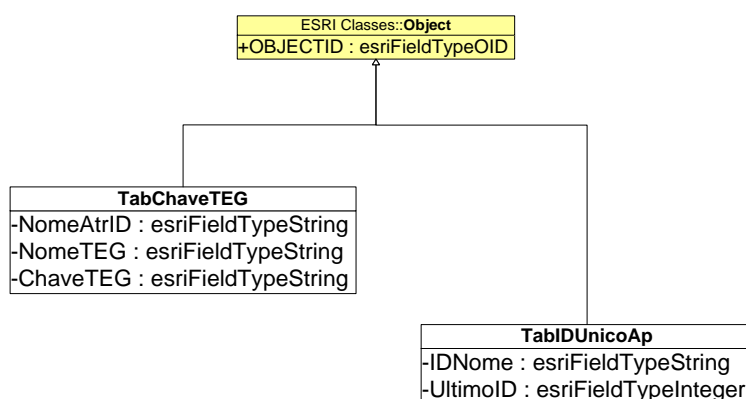 ESRI Classes::Object
+OBJECTID : esriFieldTypeOID
TabChaveTEG
-NomeAtrID : esriFieldTypeString
-NomeTEG : esriFieldTypeString
-ChaveTEG : esriFieldTypeString
TabIDUnicoAp
-IDNome : esriFieldTypeString
-UltimoID : esriFieldTypeInteger